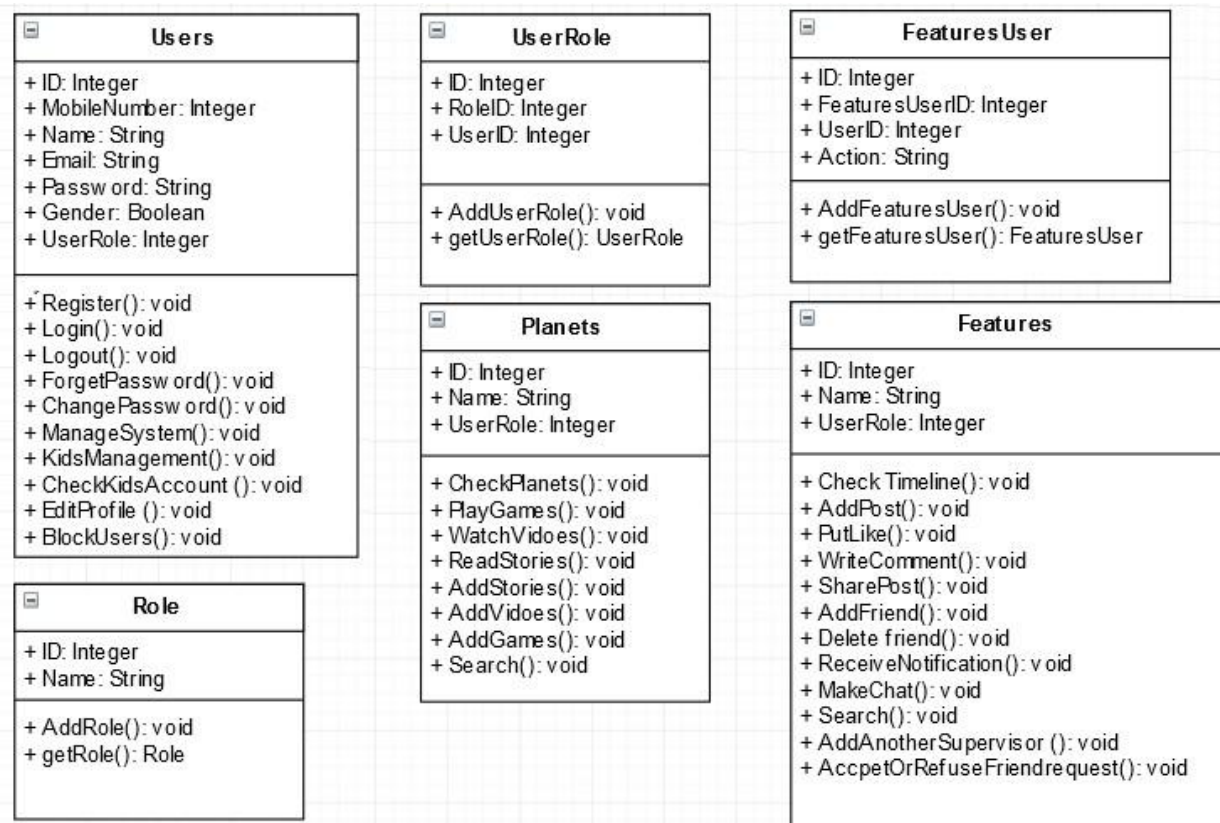 Users
+ ID: Integer
+ MobileNumber: Integer
+ Name: String
+ Email: String
+ Password: String
+ Gender: Boolean
+ UserRole: Integer
+ Register(): void
+ Login(): void
+ Logout(): void
+ ForgetPassword(): void
+ ChangePassword(): void
+ ManageSystem(): void
+ KidsManagement(): void
+ CheckKidsAccount (): void
+ EditProfile (): void
+ BlockUsers(): void
Role
+ ID: Integer
+ Name: String
+ AddRole(): void
+ getRole(): Role
UserRole
+ ID: Integer
+ RoleID: Integer
+ UserID: Integer
+ AddUserRole(): void
+ getUserRole(): UserRole
Planets
+ ID: Integer
+ Name: String
+ UserRole: Integer
+ CheckPlanets(): void
+ PlayGames(): void
+ WatchVidoes(): void
+ ReadStories(): void
+ AddStories(): void
+ AddVidoes(): void
+ AddGames(): void
+ Search(): void
FeaturesUser
+ ID: Integer
+ FeaturesUserID: Integer
+ UserID: Integer
+ Action: String
+ AddFeaturesUser(): void
+ getFeaturesUser(): FeaturesUser
Features
+ ID: Integer
+ Name: String
+ UserRole: Integer
+ Check Timeline(): void
+ AddPost(): void
+ PutLike(): void
+ WriteComment(): void
+ SharePost(): void
+ AddFriend(): void
+ Delete friend(): void
+ ReceiveNotification(): void
+ MakeChat(): void
+ Search(): void
+ AddAnotherSupervisor (): void
+ AccpetOrRefuseFriendrequest(): void